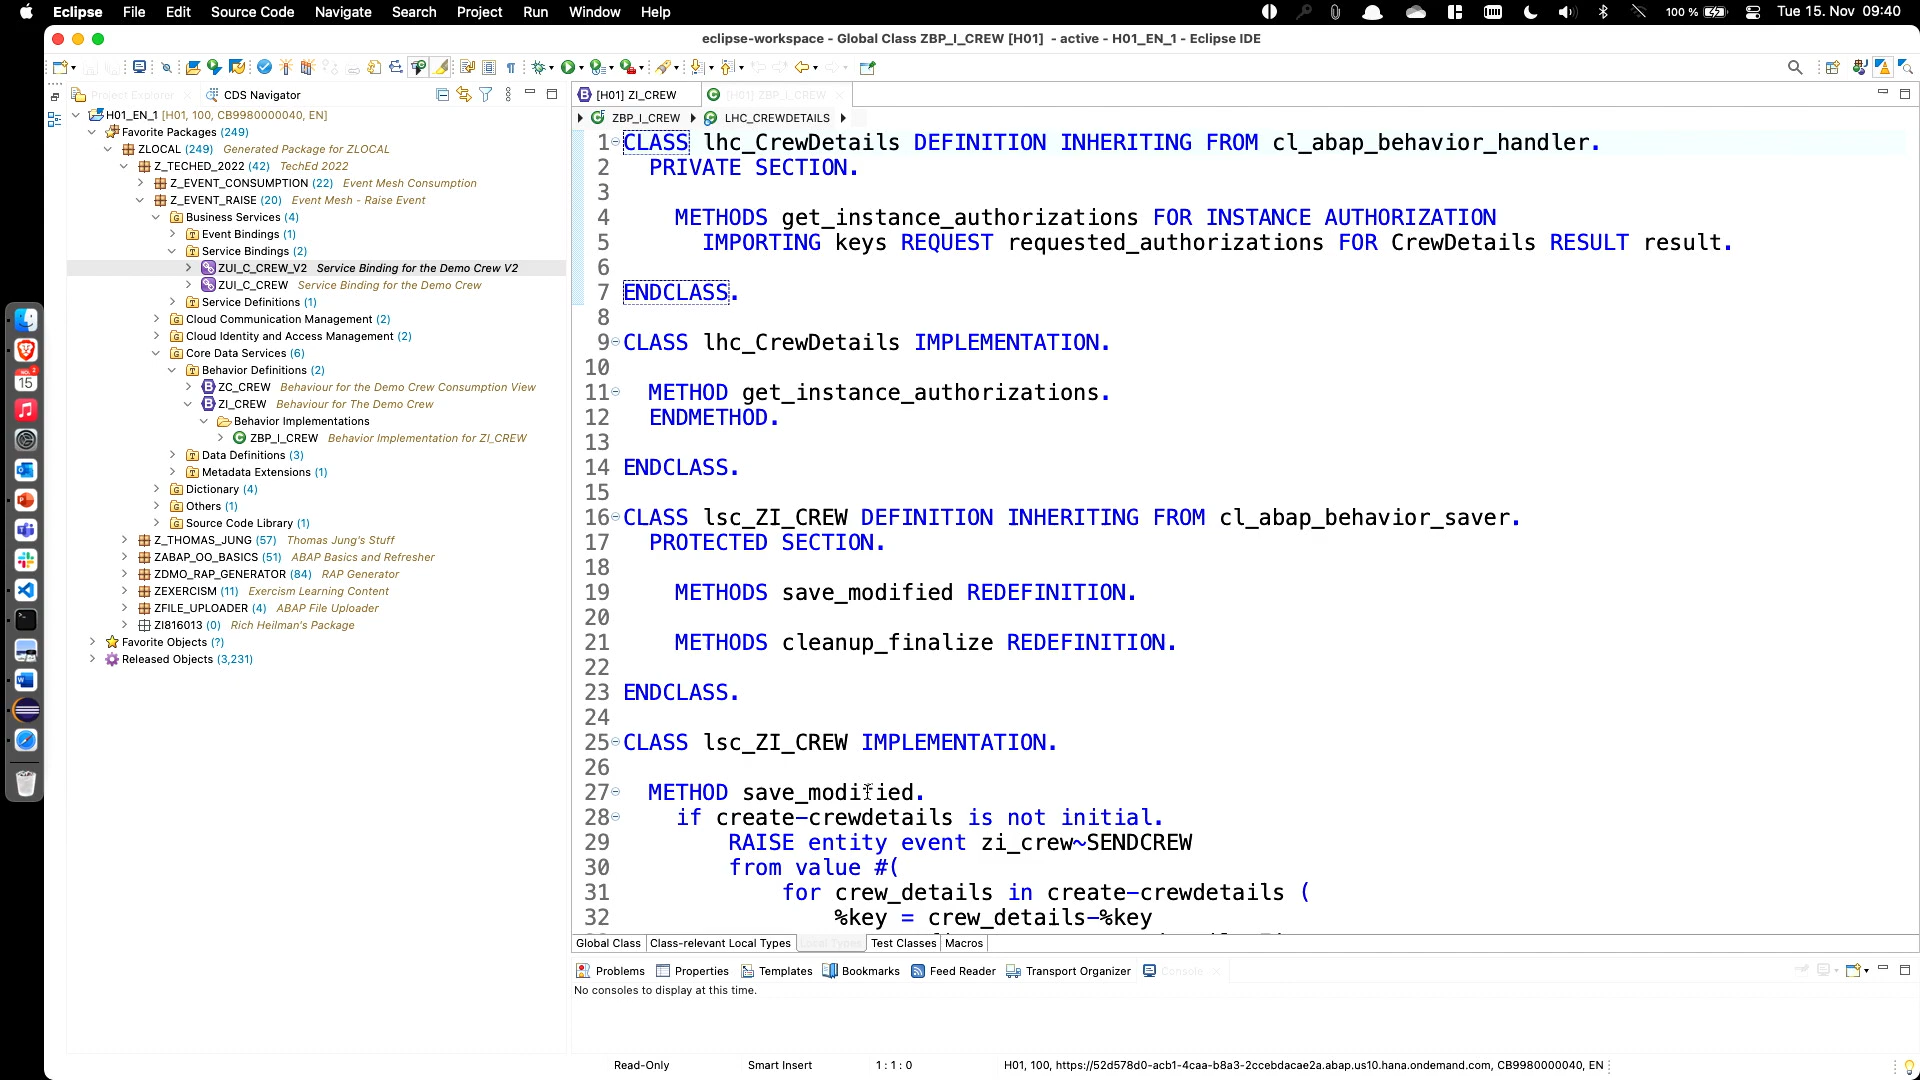 Eclipse File Edit Source Code Navigate Search Project Run Window Help
100 % Tue 15. Nov 09:40
eclipse-workspace - Global Class ZBP_I_CREW [H01] - active - H01_EN_1 - Eclipse IDE
Project Explorer CDS Navigator
H01_EN_1 [H01, 100, CB9980000040, EN]
Favorite Packages (249)
ZLOCAL (249) Generated Package for ZLOCAL
Z_TECHED_2022 (42) TechEd 2022
Z_EVENT_CONSUMPTION (22) Event Mesh Consumption
Z_EVENT_RAISE (20) Event Mesh - Raise Event
Business Services (4)
Event Bindings (1)
Service Bindings (2)
ZUI_C_CREW_V2 Service Binding for the Demo Crew V2
ZUI_C_CREW Service Binding for the Demo Crew
Service Definitions (1)
Cloud Communication Management (2)
Cloud Identity and Access Management (2)
Core Data Services (6)
Behavior Definitions (2)
ZC_CREW Behaviour for the Demo Crew Consumption View
ZI_CREW Behaviour for The Demo Crew
Behavior Implementations
ZBP_I_CREW Behavior Implementation for ZI_CREW
Data Definitions (3)
Metadata Extensions (1)
Dictionary (4)
Others (1)
Source Code Library (1)
Z_THOMAS_JUNG (57) Thomas Jung's Stuff
ZABAP_OO_BASICS (51) ABAP Basics and Refresher
ZDMO_RAP_GENERATOR (84) RAP Generator
ZEXERCISM (11) Exercism Learning Content
ZFILE_UPLOADER (4) ABAP File Uploader
ZI816013 (0) Rich Heilman's Package
Favorite Objects (?)
Released Objects (3,231)
15
[H01] ZI_CREW [H01] ZBP_I_CREW
ZBP_I_CREW LHC_CREWDETAILS
1 CLASS lhc_CrewDetails DEFINITION INHERITING FROM cl_abap_behavior_handler.
2 PRIVATE SECTION.
3
4 METHODS get_instance_authorizations FOR INSTANCE AUTHORIZATION
5 IMPORTING keys REQUEST requested_authorizations FOR CrewDetails RESULT result.
6
7 ENDCLASS.
8
9 CLASS lhc_CrewDetails IMPLEMENTATION.
10
11 METHOD get_instance_authorizations.
12 ENDMETHOD.
13
14 ENDCLASS.
15
16 CLASS lsc_ZI_CREW DEFINITION INHERITING FROM cl_abap_behavior_saver.
17 PROTECTED SECTION.
18
19 METHODS save_modified REDEFINITION.
20
21 METHODS cleanup_finalize REDEFINITION.
22
23 ENDCLASS.
24
25 CLASS lsc_ZI_CREW IMPLEMENTATION.
26
27 METHOD save_modified.
28 if create-crewdetails is not initial.
29 RAISE entity event zi_crew~SENDCREW
30 from value #(
31 for crew_details in create-crewdetails (
32 %key = crew_details-%key
Global Class Class-relevant Local Types Local Types Test Classes Macros
Problems Properties Templates Bookmarks Feed Reader Transport Organizer Console
No consoles to display at this time.
Read-Only Smart Insert 1 : 1 : 0 H01, 100, https://52d578d0-acb1-4caa-b8a3-2ccebdacae2a.abap.us10.hana.ondemand.com, CB9980000040, EN